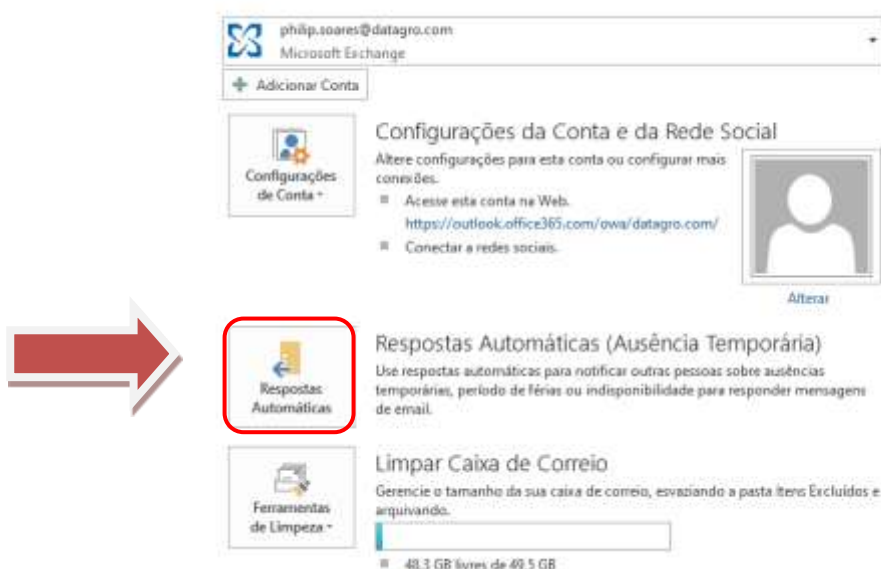 philip.soares@datagro.com
Microsoft Exchange
Adicionar Conta
Configurações
de Conta
Configurações da Conta e da Rede Social
Altere configurações para esta conta ou configurar mais
conexões.
Acesse esta conta na Web.
https://outlook.office365.com/owa/datagro.com/
Conectar a redes sociais.
Alterar
Respostas
Automáticas
Respostas Automáticas (Ausência Temporária)
Use respostas automáticas para notificar outras pessoas sobre ausências
temporárias, período de férias ou indisponibilidade para responder mensagens
de email.
Ferramentas
de Limpeza
Limpar Caixa de Correio
Gerencie o tamanho da sua caixa de correio, esvaziando a pasta Itens Excluídos e
arquivando.
48.3 GB livres de 49.5 GB